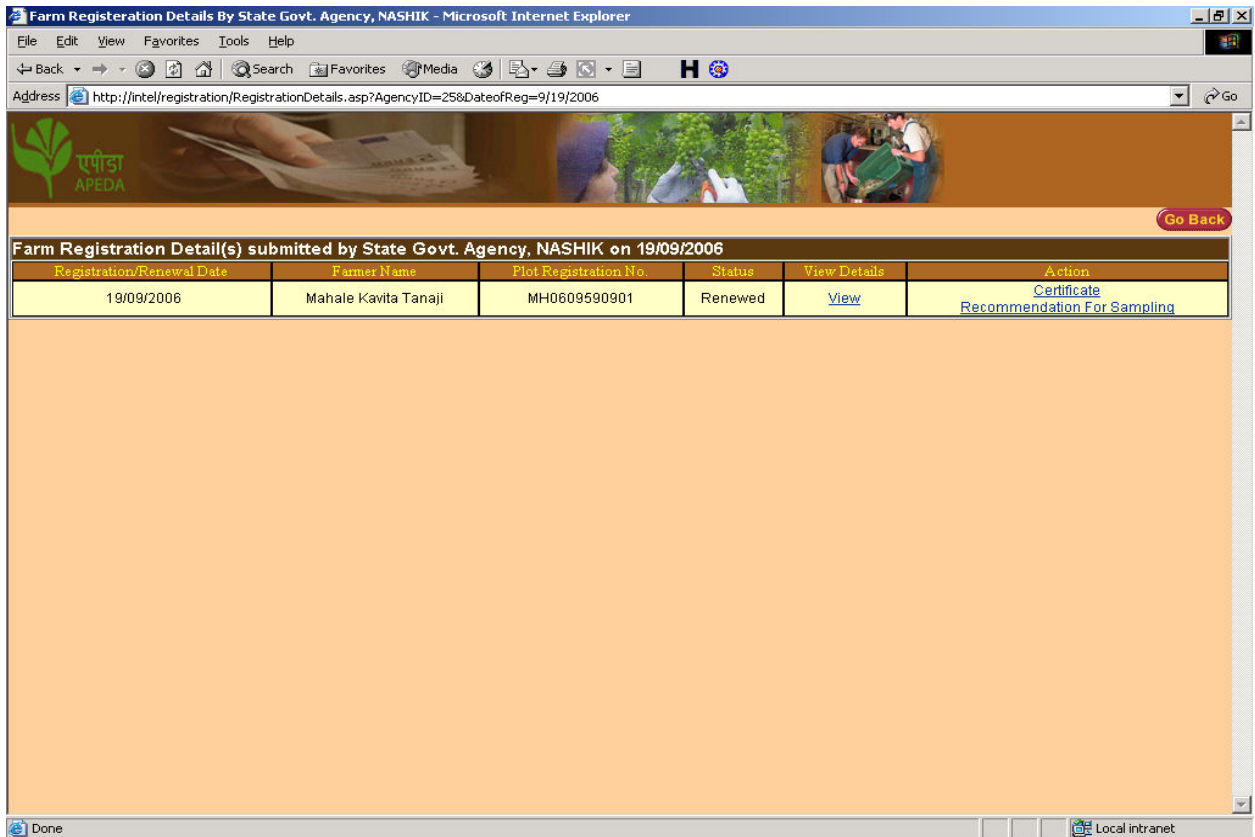 Farm Registeration Details By State Govt. Agency, NASHIK - Microsoft Internet Explorer
File Edit View Favorites Tools Help
Back Search Favorites Media H
Address http://intel/registration/RegistrationDetails.asp?AgencyID=25&DateofReg=9/19/2006 Go
एपीडा
APEDA
Go Back
Farm Registration Detail(s) submitted by State Govt. Agency, NASHIK on 19/09/2006
Registration/Renewal Date Farmer Name Plot Registration No. Status View Details Action
19/09/2006 Mahale Kavita Tanaji MH0609590901 Renewed View Certificate
Recommendation For Sampling
Done Local intranet